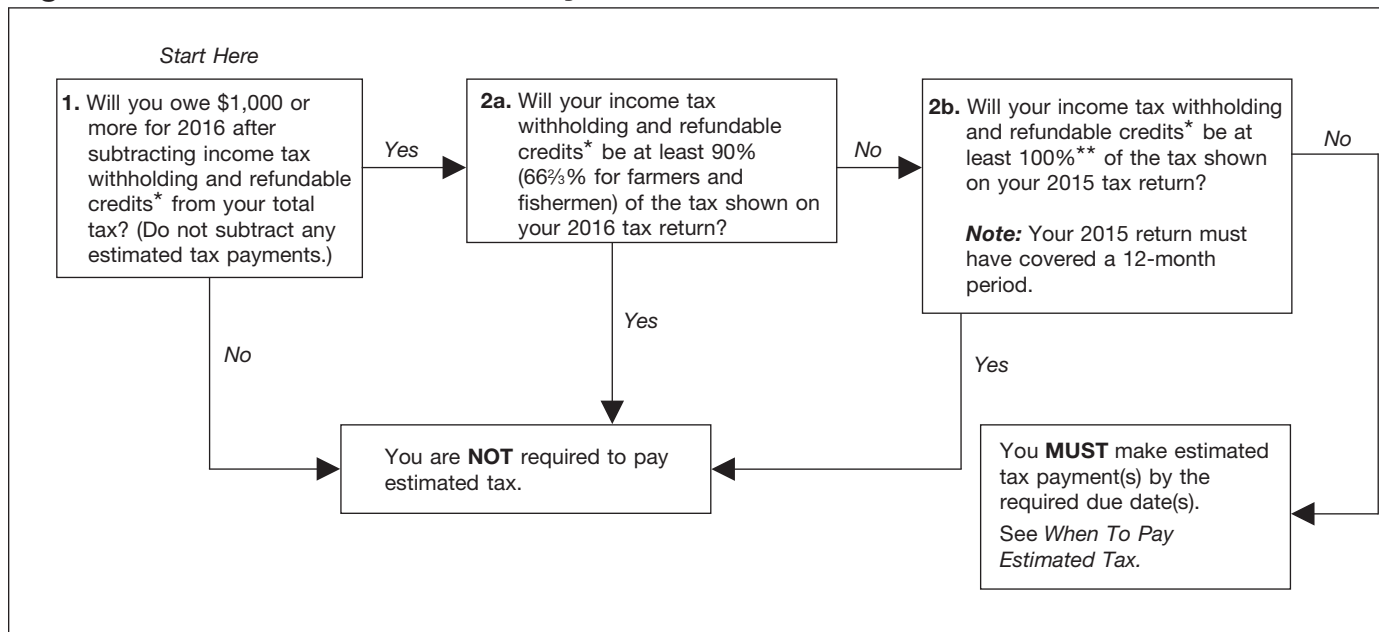 Start Here
1. Will you owe $1,000 or
more for 2016 after
subtracting income tax
withholding and refundable
credits* from your total
tax? (Do not subtract any
estimated tax payments.)
Yes
2a. Will your income tax
withholding and refundable
credits* be at least 90%
(66⅔% for farmers and
fishermen) of the tax shown on
your 2016 tax return?
No
2b. Will your income tax withholding
and refundable credits* be at
least 100%** of the tax shown
on your 2015 tax return?
Note: Your 2015 return must
have covered a 12-month
period.
No
No
Yes
Yes
You are NOT required to pay
estimated tax.
You MUST make estimated
tax payment(s) by the
required due date(s).
See When To Pay
Estimated Tax.